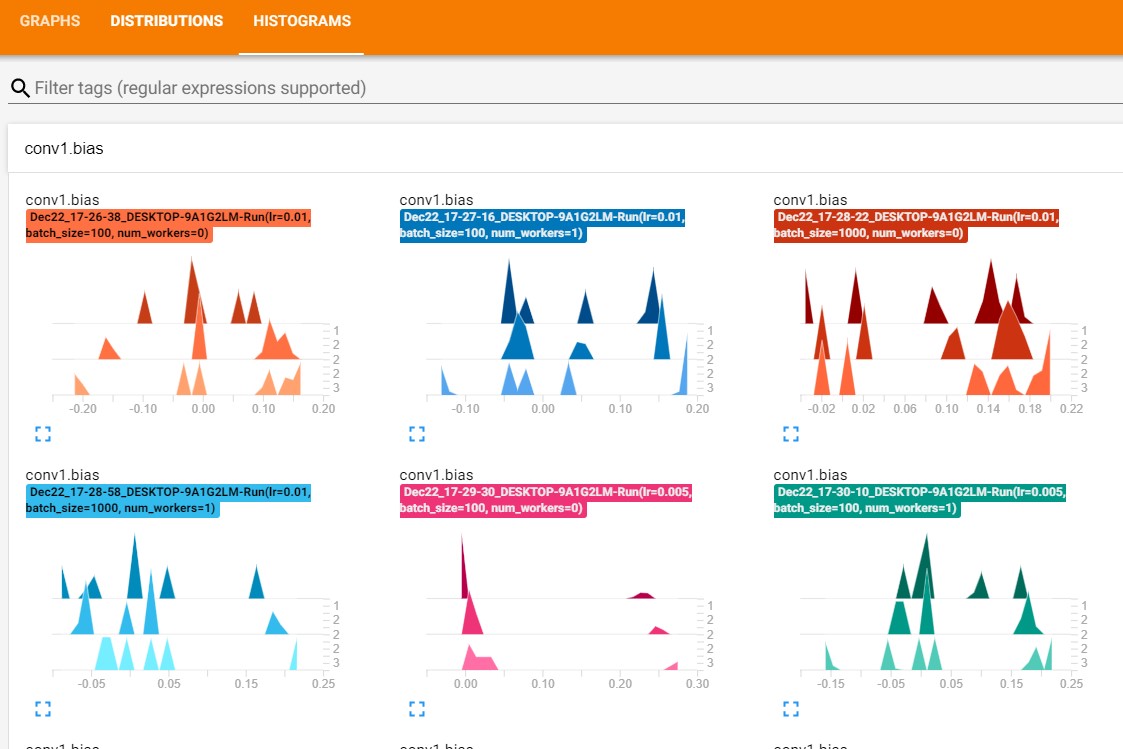 GRAPHS DISTRIBUTIONS HISTOGRAMS
Filter tags (regular expressions supported)
conv1.bias
conv1.bias
Dec22_17-26-38_DESKTOP-9A1G2LM-Run(lr=0.01,
batch_size=100, num_workers=0)
1
2
2
2
3
-0.20 -0.10 0.00 0.10 0.20
conv1.bias
Dec22_17-27-16_DESKTOP-9A1G2LM-Run(lr=0.01,
batch_size=100, num_workers=1)
1
2
2
2
3
-0.10 0.00 0.10 0.20
conv1.bias
Dec22_17-28-22_DESKTOP-9A1G2LM-Run(lr=0.01,
batch_size=1000, num_workers=0)
1
2
2
2
3
-0.02 0.02 0.06 0.10 0.14 0.18 0.22
conv1.bias
Dec22_17-28-58_DESKTOP-9A1G2LM-Run(lr=0.01,
batch_size=1000, num_workers=1)
1
2
2
2
3
-0.05 0.05 0.15 0.25
conv1.bias
Dec22_17-29-30_DESKTOP-9A1G2LM-Run(lr=0.005,
batch_size=100, num_workers=0)
1
2
2
2
3
0.00 0.10 0.20 0.30
conv1.bias
Dec22_17-30-10_DESKTOP-9A1G2LM-Run(lr=0.005,
batch_size=100, num_workers=1)
1
2
2
2
3
-0.15 -0.05 0.05 0.15 0.25
conv1.bias conv1.bias conv1.bias